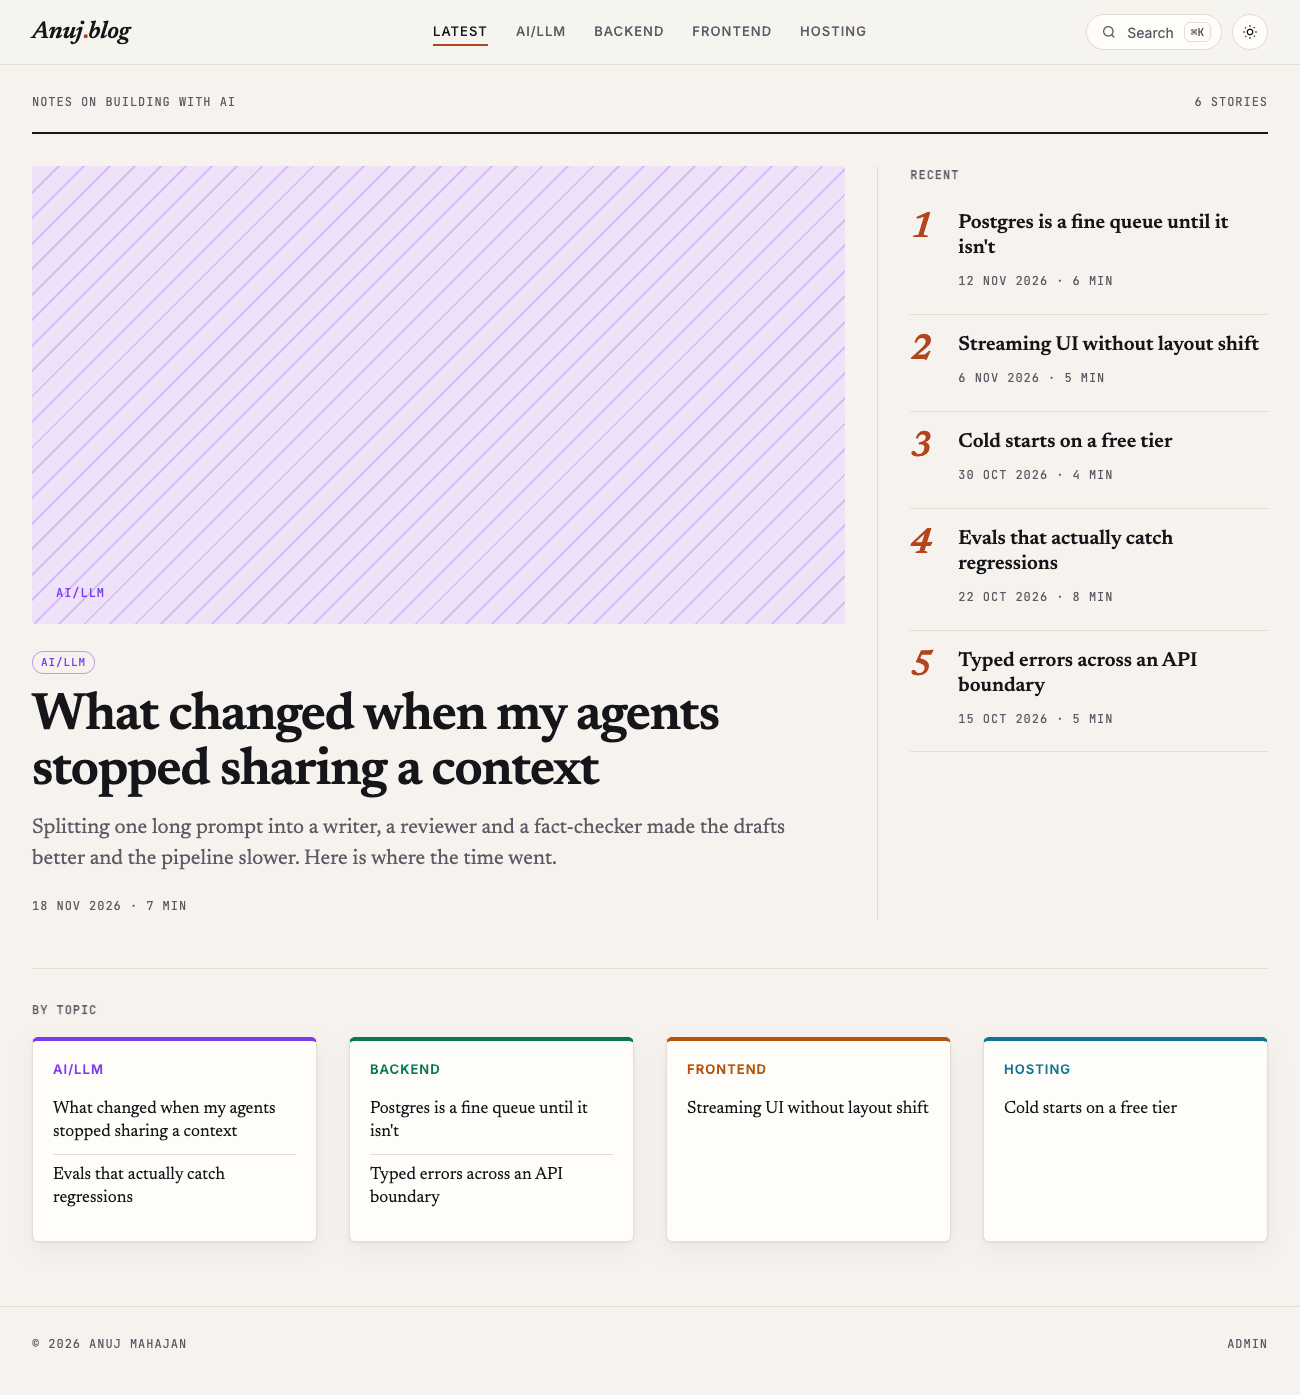 Anuj.blog
LATEST
AI/LLM
BACKEND
FRONTEND
HOSTING
Search ⌘K
NOTES ON BUILDING WITH AI
6 STORIES
AI/LLM
AI/LLM
What changed when my agents
stopped sharing a context
Splitting one long prompt into a writer, a reviewer and a fact-checker made the drafts
better and the pipeline slower. Here is where the time went.
18 NOV 2026 · 7 MIN
RECENT
1
Postgres is a fine queue until it
isn't
12 NOV 2026 · 6 MIN
2
Streaming UI without layout shift
6 NOV 2026 · 5 MIN
3
Cold starts on a free tier
30 OCT 2026 · 4 MIN
4
Evals that actually catch
regressions
22 OCT 2026 · 8 MIN
5
Typed errors across an API
boundary
15 OCT 2026 · 5 MIN
BY TOPIC
AI/LLM
What changed when my agents
stopped sharing a context
Evals that actually catch
regressions
BACKEND
Postgres is a fine queue until it
isn't
Typed errors across an API
boundary
FRONTEND
Streaming UI without layout shift
HOSTING
Cold starts on a free tier
© 2026 ANUJ MAHAJAN
ADMIN